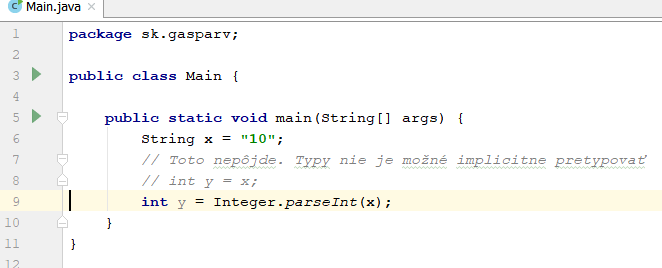 Main.java
1 package sk.gasparv;
2
3 public class Main {
4
5 public static void main(String[] args) {
6 String x = "10";
7 // Toto nepôjde. Typy nie je možné implicitne pretypovať
8 // int y = x;
9 int y = Integer.parseInt(x);
10 }
11 }
12